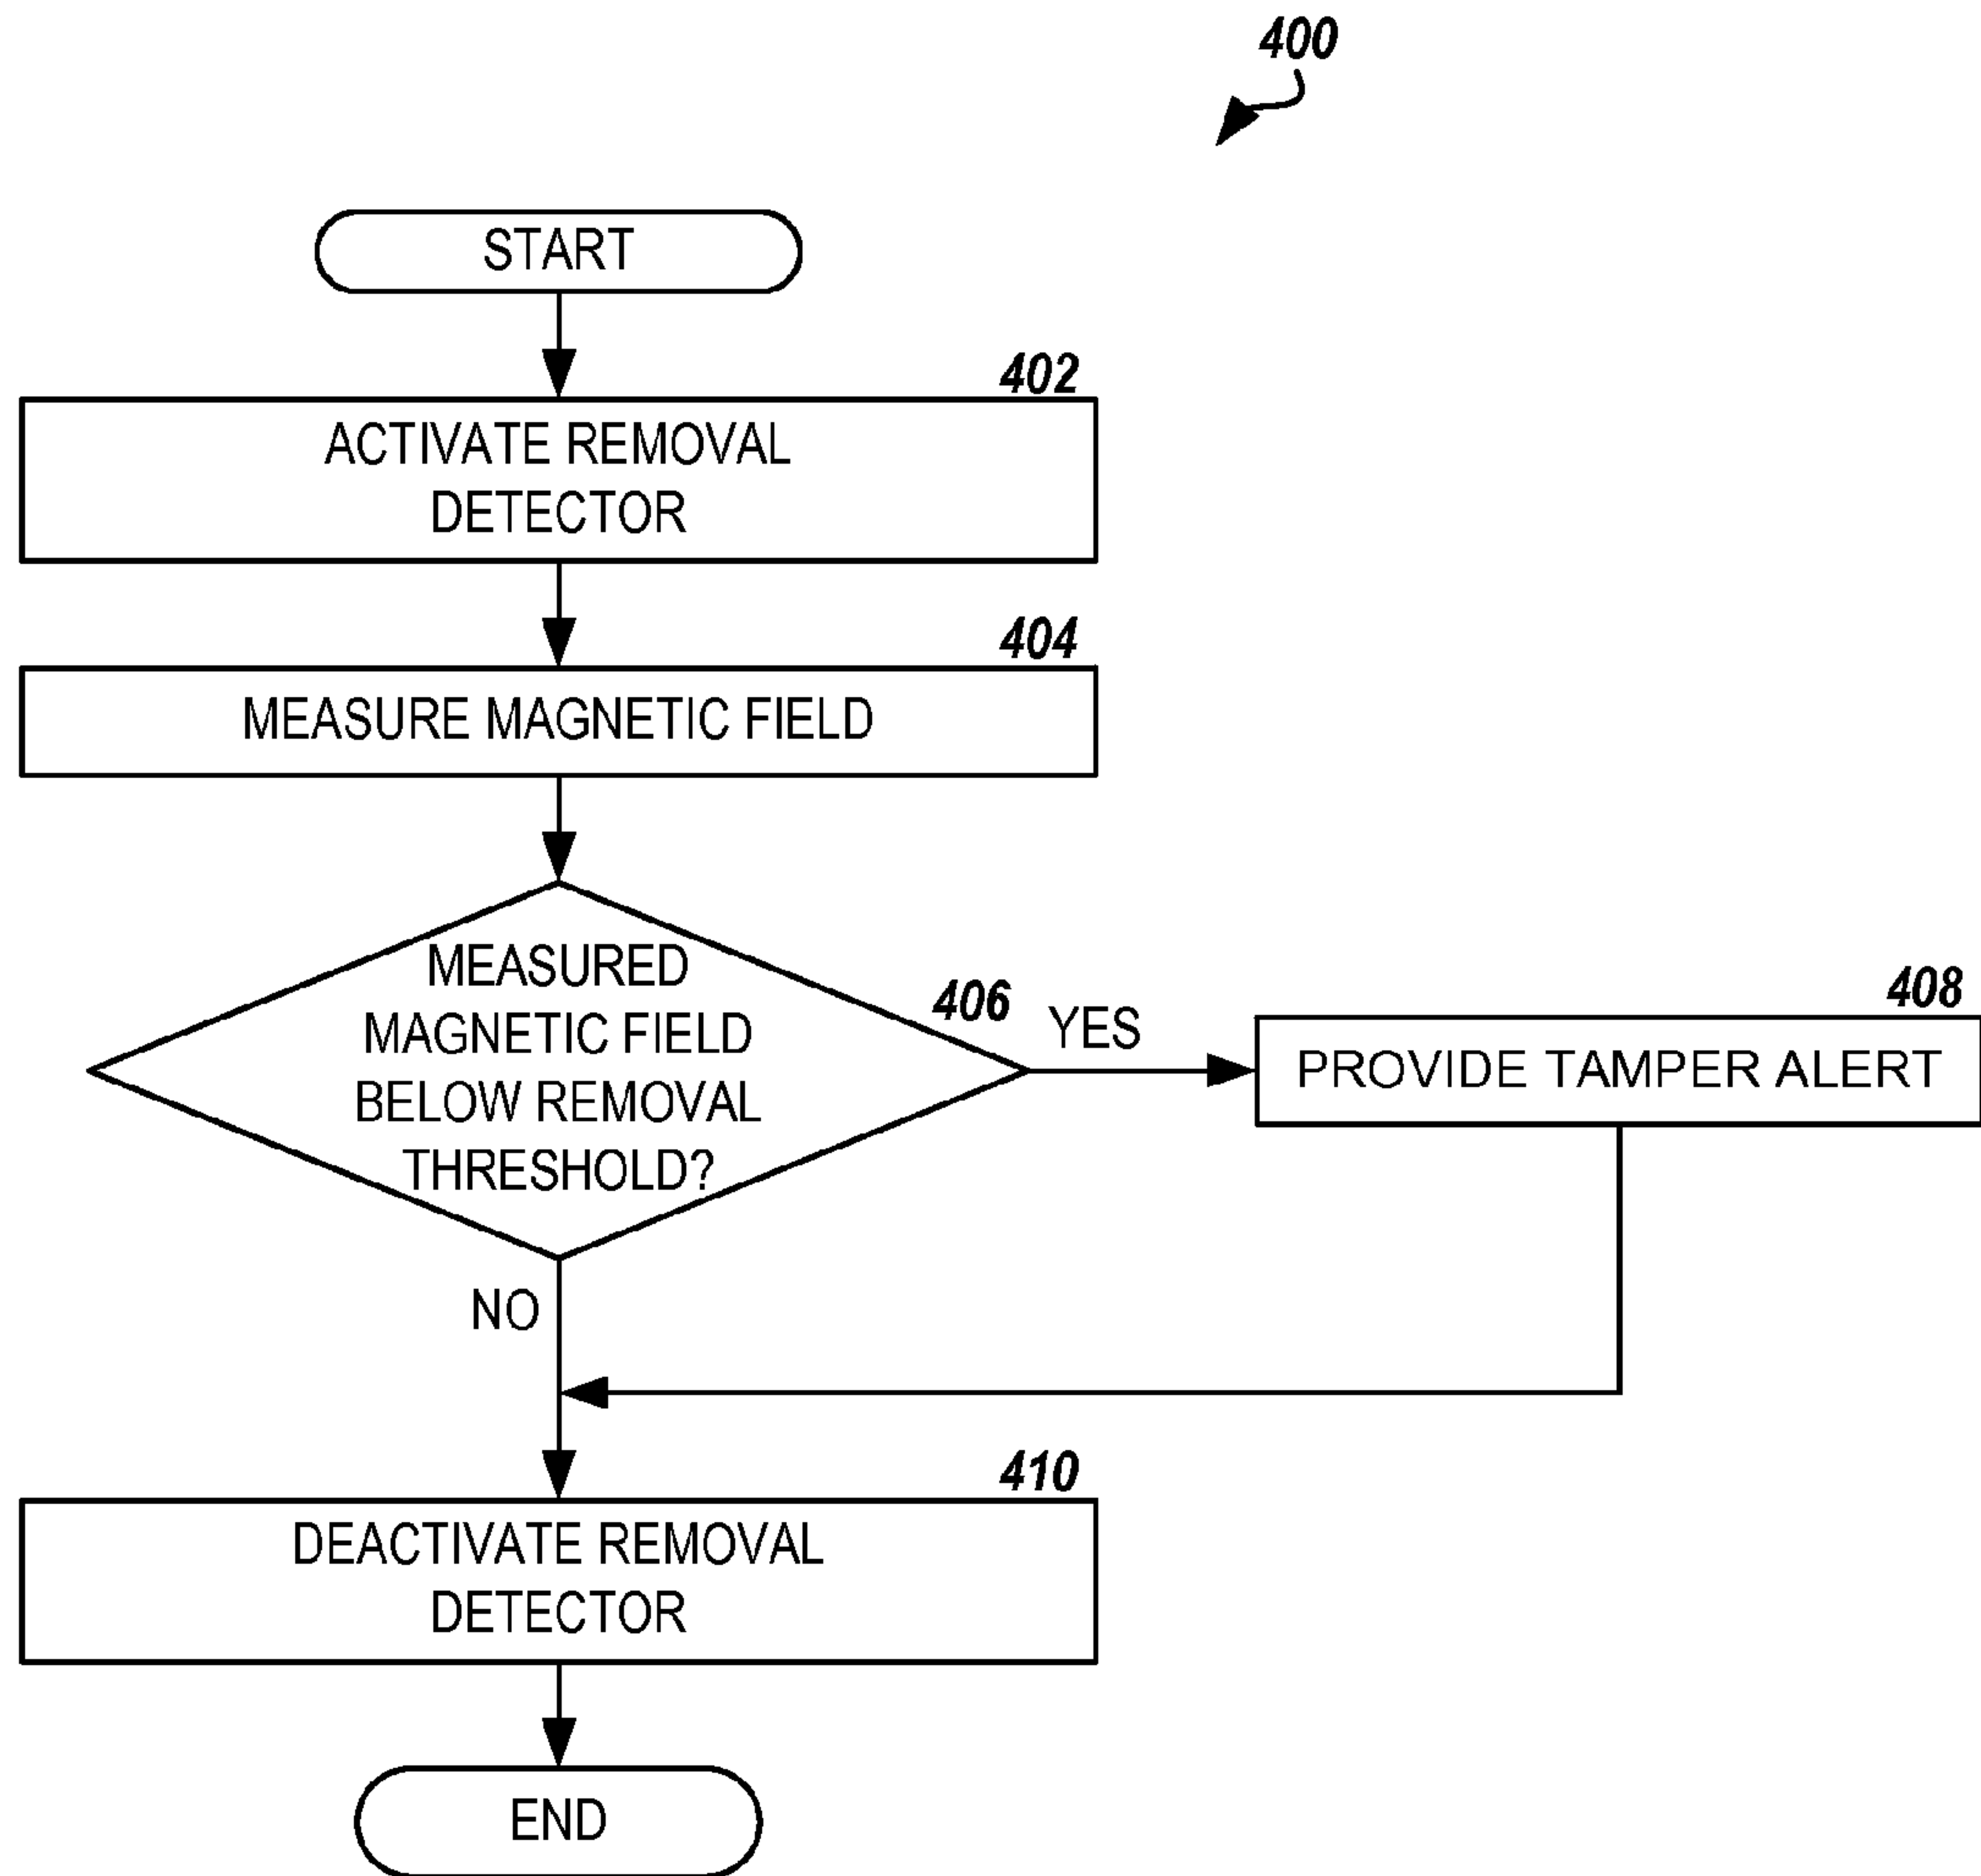 400
START
402
ACTIVATE REMOVAL
DETECTOR
404
MEASURE MAGNETIC FIELD
MEASURED
MAGNETIC FIELD
BELOW REMOVAL
THRESHOLD?
406
YES
408
PROVIDE TAMPER ALERT
NO
410
DEACTIVATE REMOVAL
DETECTOR
END